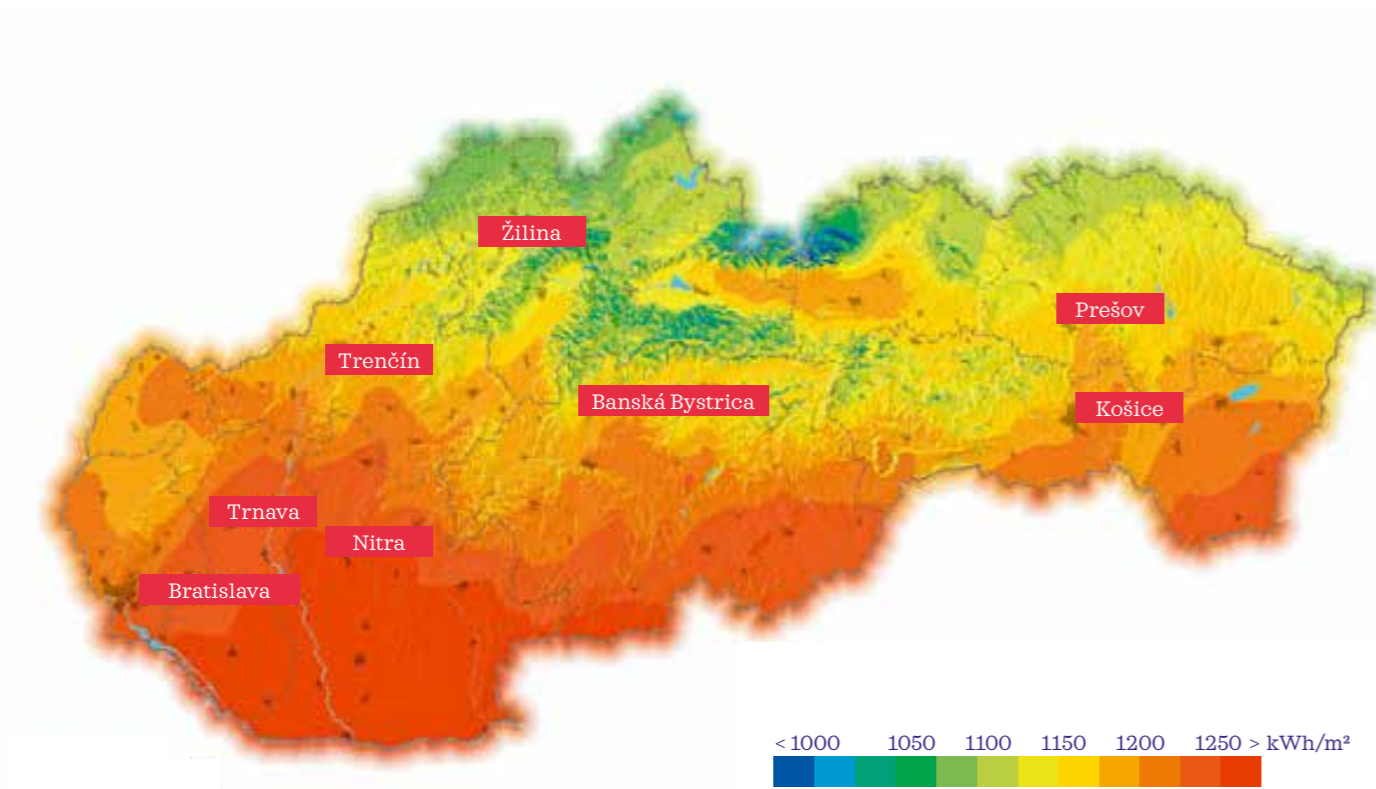 Žilina
Prešov
Trenčín
Banská Bystrica
Košice
Trnava
Nitra
Bratislava
< 1000 1050 1100 1150 1200 1250 > kWh/m²